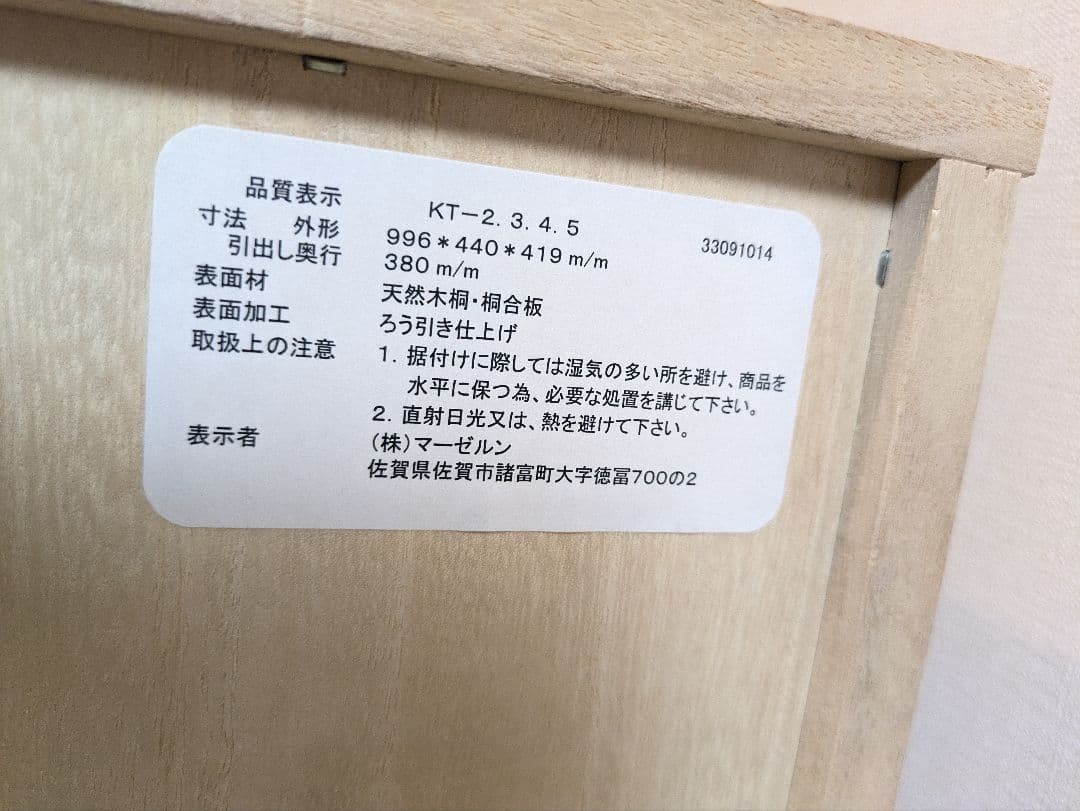 品質表示 KT-2.3.4.5 33091014
寸法 外形 996*440*419m/m
引出し奥行 380m/m
表面材 天然木桐・桐合板
表面加工 ろう引き仕上げ
取扱上の注意 1. 据付けに際しては湿気の多い所を避け、商品を
水平に保つ為、必要な処置を講じて下さい。
2. 直射日光又は、熱を避けて下さい。
表示者 (株)マーゼルン
佐賀県佐賀市諸富町大字徳冨700の2